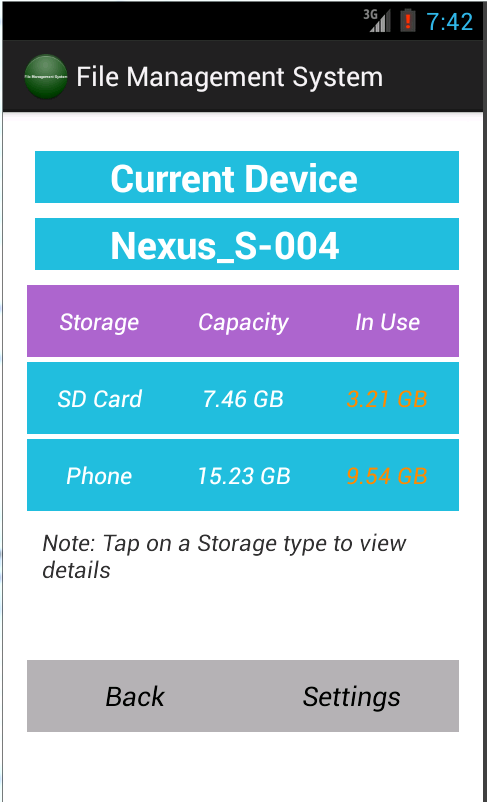 3G 7:42
File Management System File Management System
Current Device
Nexus_S-004
Storage Capacity In Use
SD Card 7.46 GB 3.21 GB
Phone 15.23 GB 9.54 GB
Note: Tap on a Storage type to view
details
Back Settings